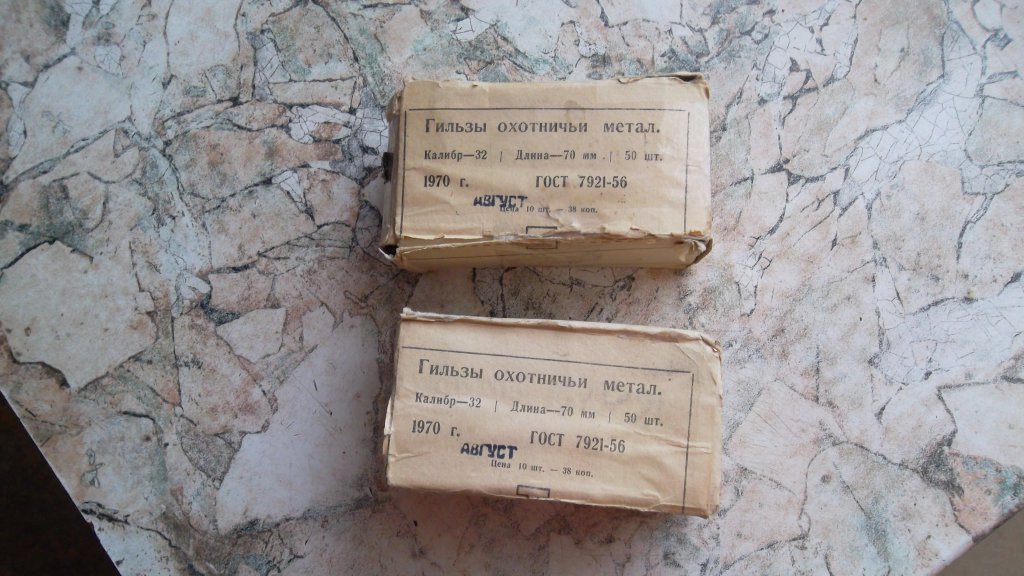 Гильзы охотничьи метал.
Калибр—32 | Длина—70 мм . | 50 шт.
1970 г. ГОСТ 7921-56
АВГУСТ
Цена 10 шт. — 38 коп.
Гильзы охотничьи метал.
Калибр—32 | Длина—70 мм | 50 шт.
1970 г. ГОСТ 7921-56
АВГУСТ
Цена 10 шт. — 38 коп.